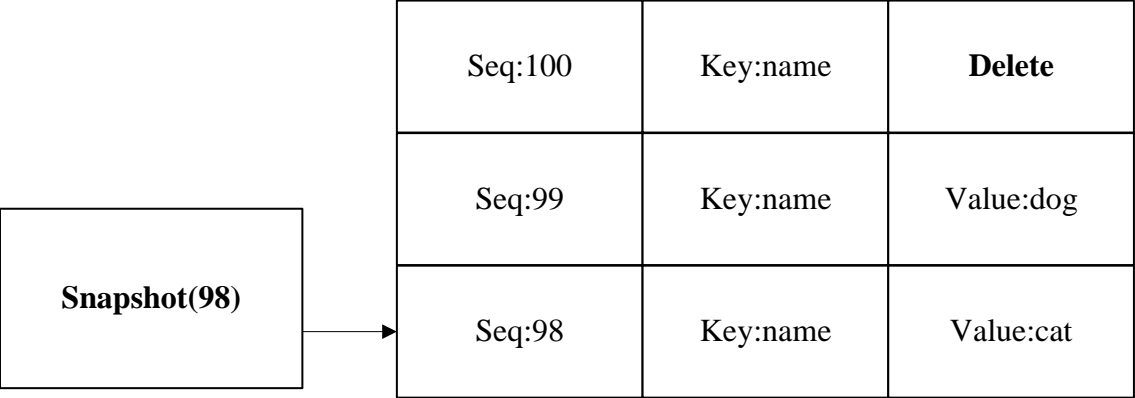 Seq:100 Key:name Delete
Seq:99 Key:name Value:dog
Snapshot(98)
Seq:98 Key:name Value:cat